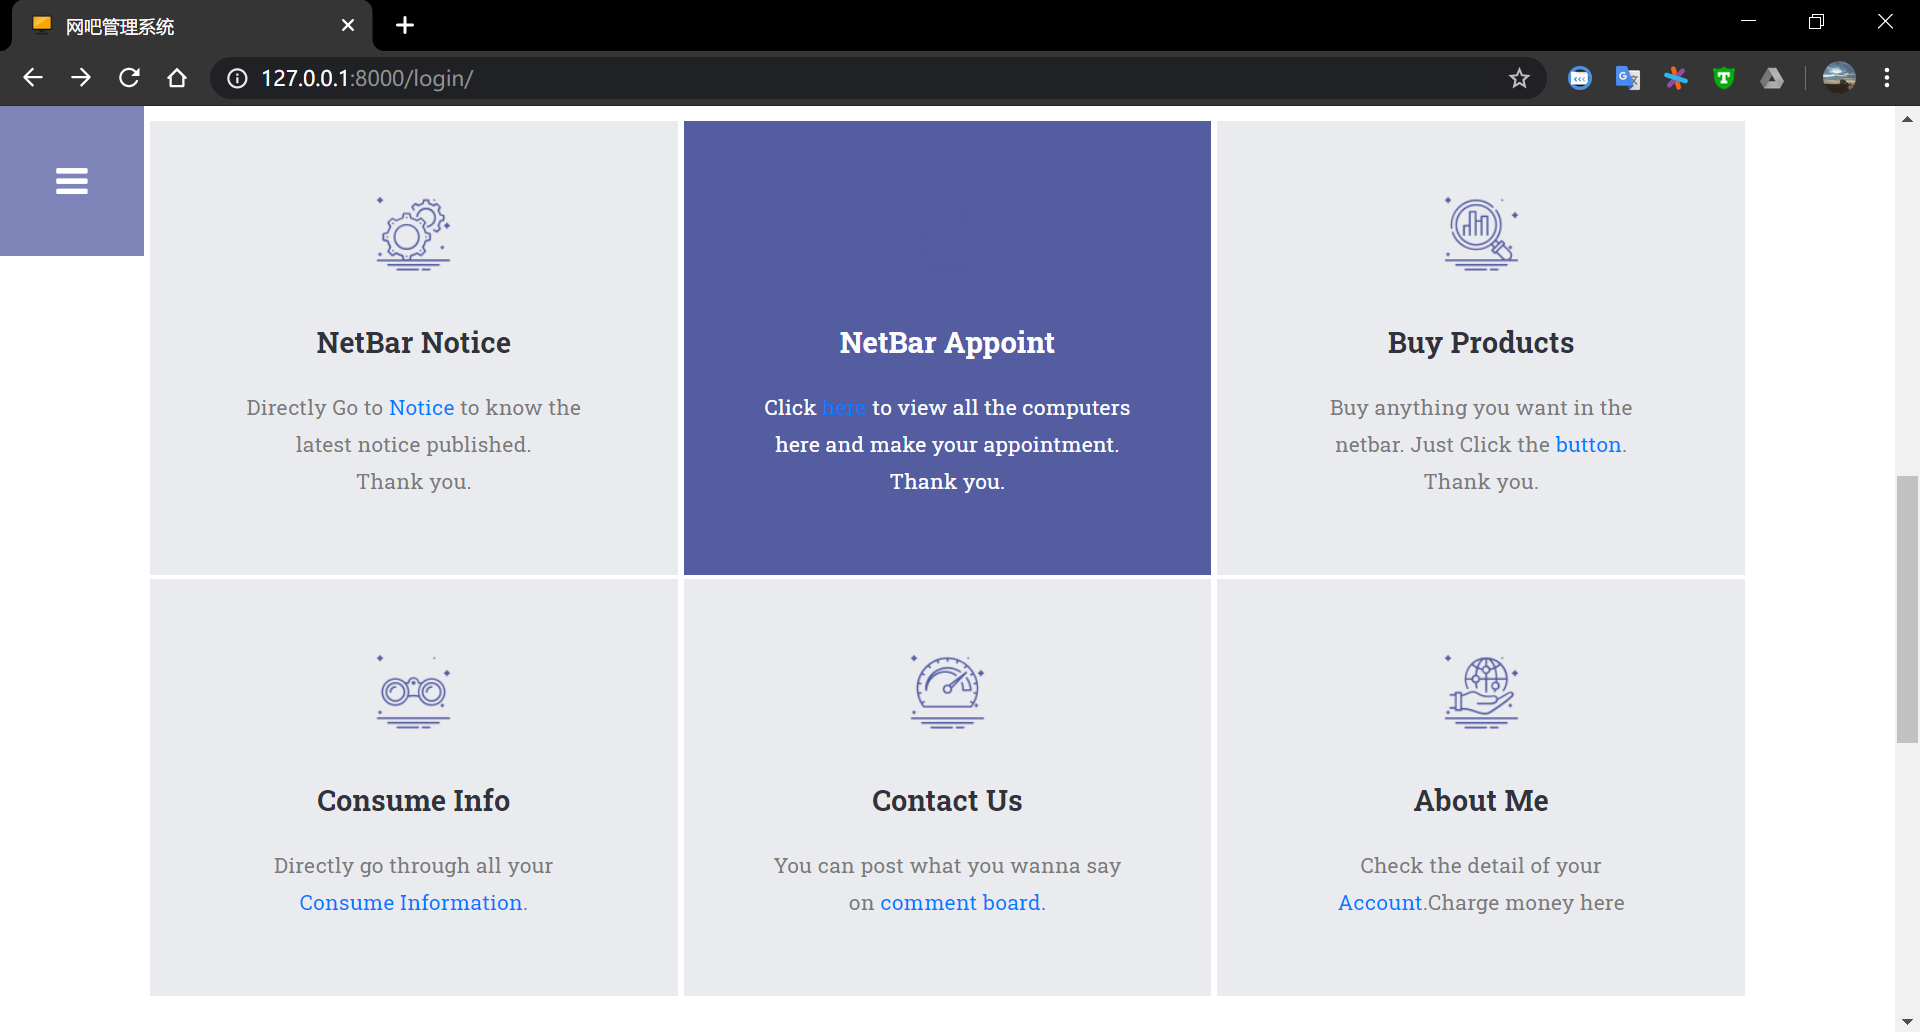 网吧管理系统
127.0.0.1:8000/login/
NetBar Notice
Directly Go to Notice to know the
latest notice published.
Thank you.
NetBar Appoint
Click here to view all the computers
here and make your appointment.
Thank you.
Buy Products
Buy anything you want in the
netbar. Just Click the button.
Thank you.
Consume Info
Directly go through all your
Consume Information.
Contact Us
You can post what you wanna say
on comment board.
About Me
Check the detail of your
Account.Charge money here